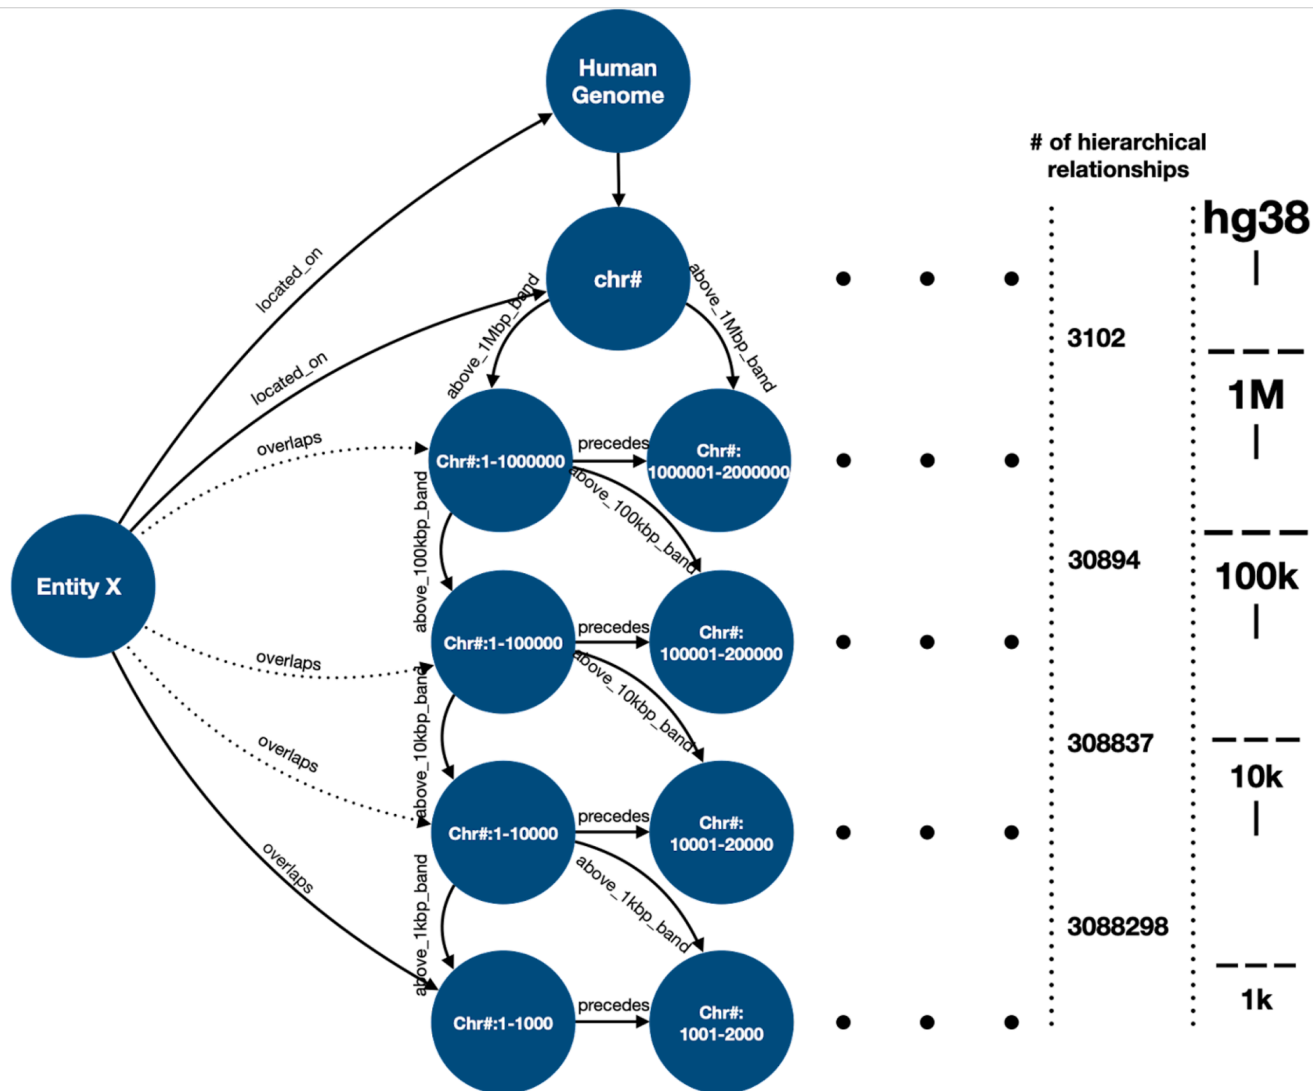 Human
Genome
# of hierarchical
relationships
hg38
located_on
chr#
above_1Mbp_band
above_1Mbp_band
3102
located_on
1M
overlaps
Chr#:1-1000000
precedes
Chr#:
1000001-2000000
above_100kbp_band
above_100kbp_band
30894
100k
Entity X
overlaps
Chr#:1-100000
precedes
Chr#:
100001-200000
above_10kbp_band
above_10kbp_band
308837
10k
overlaps
Chr#:1-10000
precedes
Chr#:
10001-20000
above_1kbp_band
above_1kbp_band
3088298
overlaps
1k
Chr#:1-1000
precedes
Chr#:
1001-2000